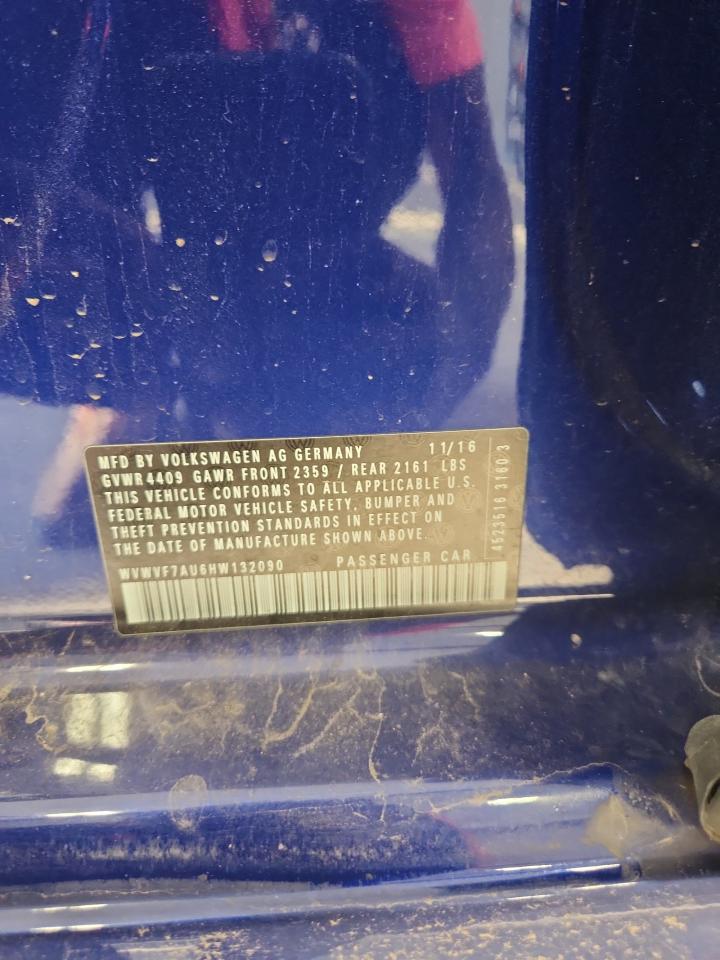 MFD BY VOLKSWAGEN AG GERMANY 11/16
GVWR4409 GAWR FRONT 2359 / REAR 2161 LBS
THIS VEHICLE CONFORMS TO ALL APPLICABLE U.S.
FEDERAL MOTOR VEHICLE SAFETY, BUMPER AND
THEFT PREVENTION STANDARDS IN EFFECT ON
THE DATE OF MANUFACTURE SHOWN ABOVE.
WVWVF7AU6HW132090 PASSENGER CAR
4523516 3160 3